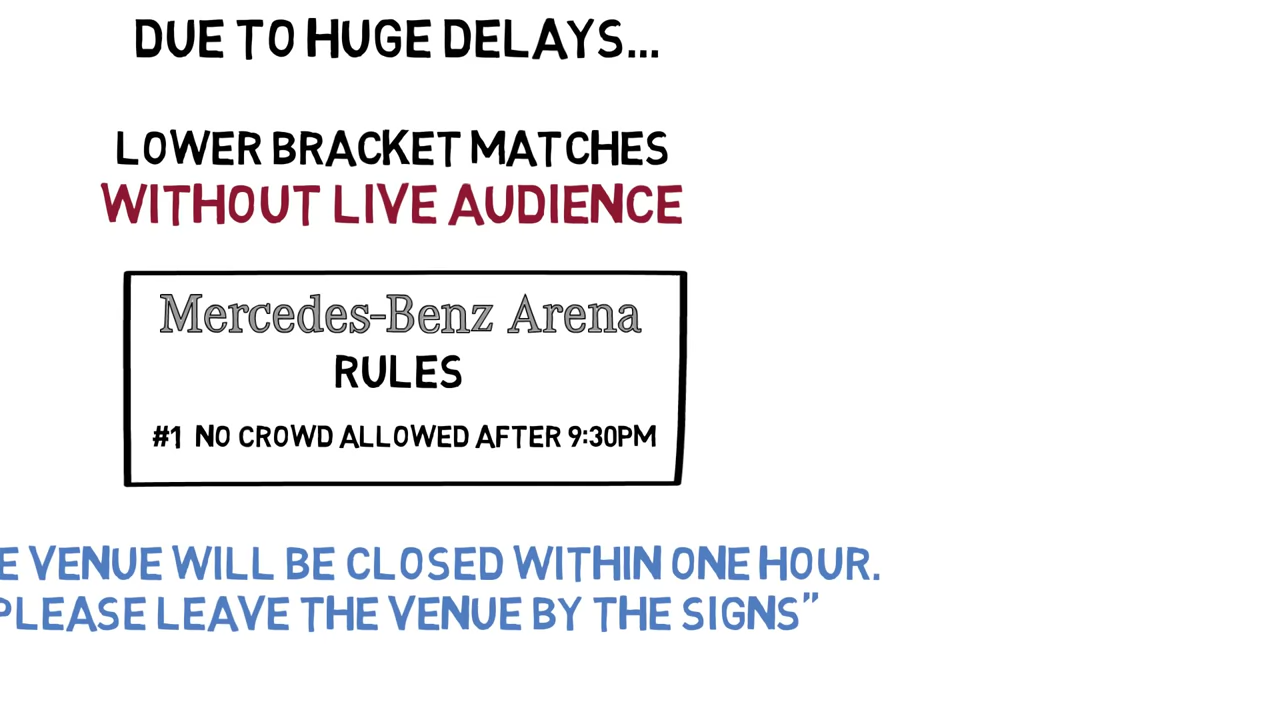 DUE TO HUGE DELAYS...
LOWER BRACKET MATCHES
WITHOUT LIVE AUDIENCE
Mercedes-Benz Arena
RULES
#1 NO CROWD ALLOWED AFTER 9:30PM
E VENUE WILL BE CLOSED WITHIN ONE HOUR.
PLEASE LEAVE THE VENUE BY THE SIGNS”